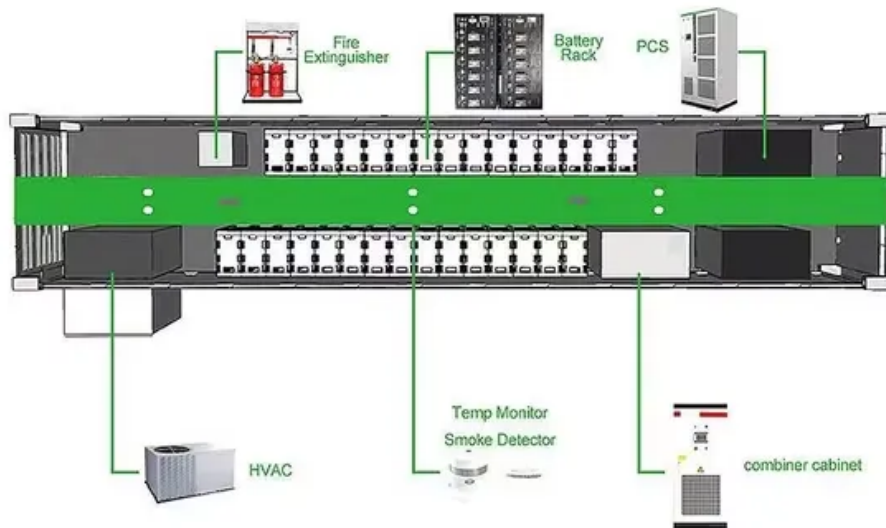 Fire
Extinguisher
Battery
Rack
PCS
HVAC
Temp Monitor
Smoke Detector
combiner cabinet